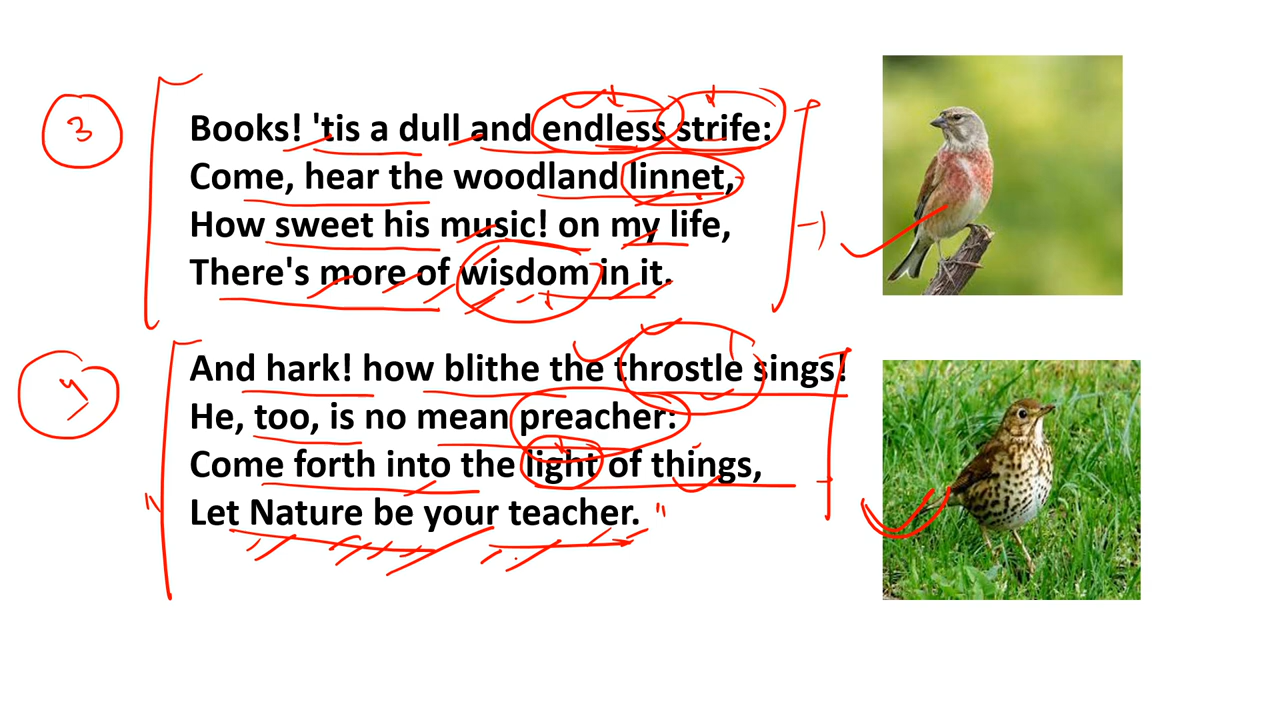 3
Books! 'tis a dull and endless strife:
Come, hear the woodland linnet,
How sweet his music! on my life,
There's more of wisdom in it.
And hark! how blithe the throstle sings!
He, too, is no mean preacher:
Come forth into the light of things,
Let Nature be your teacher.